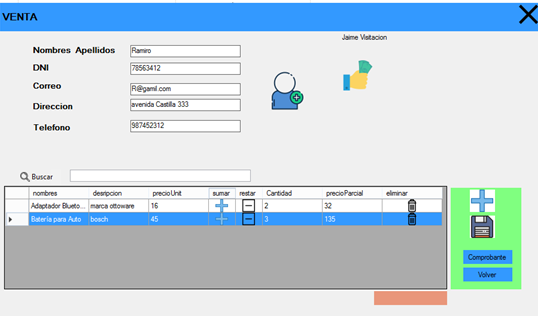 VENTA
Jaime Visitacion
Nombres Apellidos Ramiro
DNI 78563412
Correo R@gamil.com
Direccion avenida Castilla 333
Telefono 987452312
Buscar
nombres desripcion precioUnit sumar restar Cantidad precioParcial eliminar
Adaptador Blueto... marca ottoware 16 2 32
Batería para Auto bosch 45 3 135
Comprobante
Volver